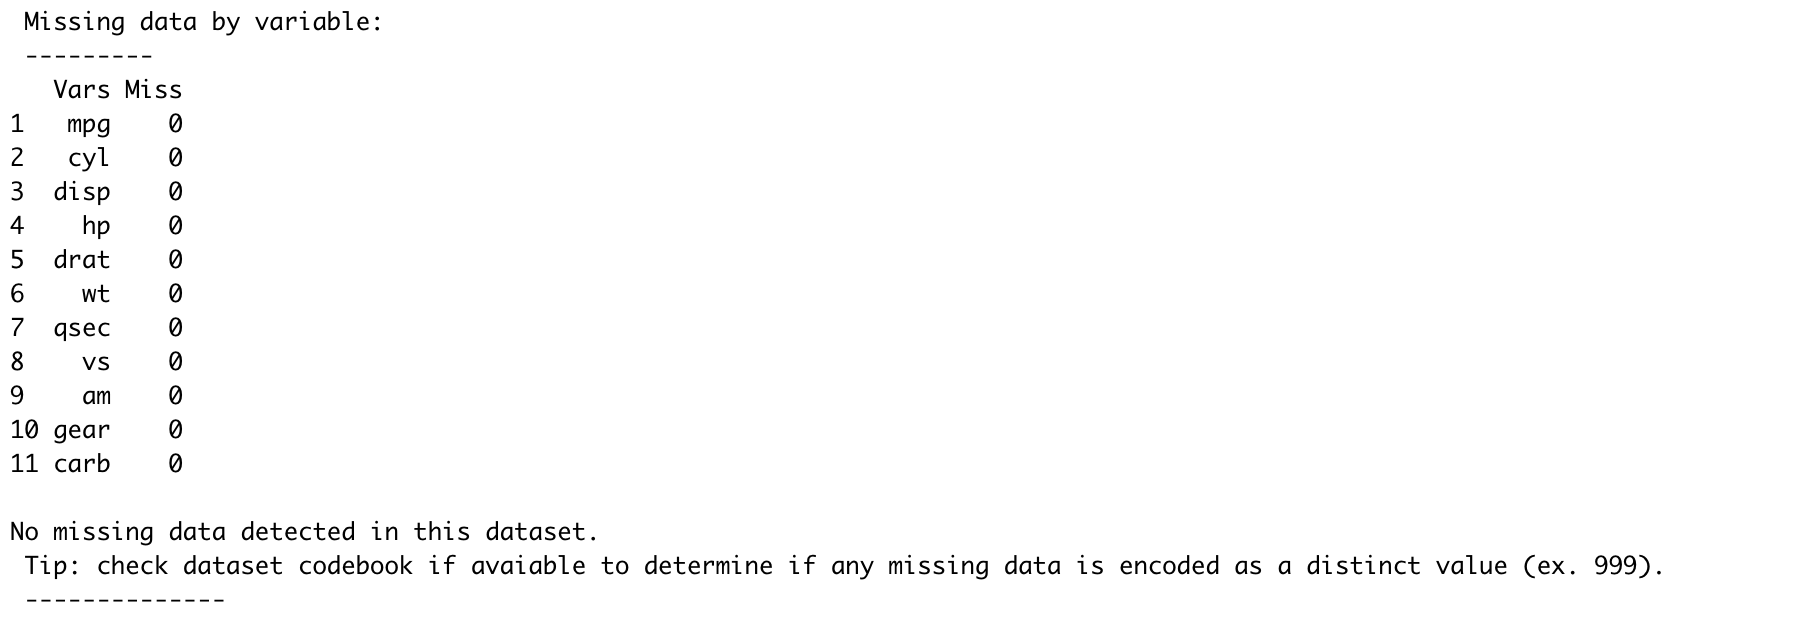 Missing data by variable:
---------
Vars Miss
1 mpg 0
2 cyl 0
3 disp 0
4 hp 0
5 drat 0
6 wt 0
7 qsec 0
8 vs 0
9 am 0
10 gear 0
11 carb 0
No missing data detected in this dataset.
Tip: check dataset codebook if avaiable to determine if any missing data is encoded as a distinct value (ex. 999).
--------------